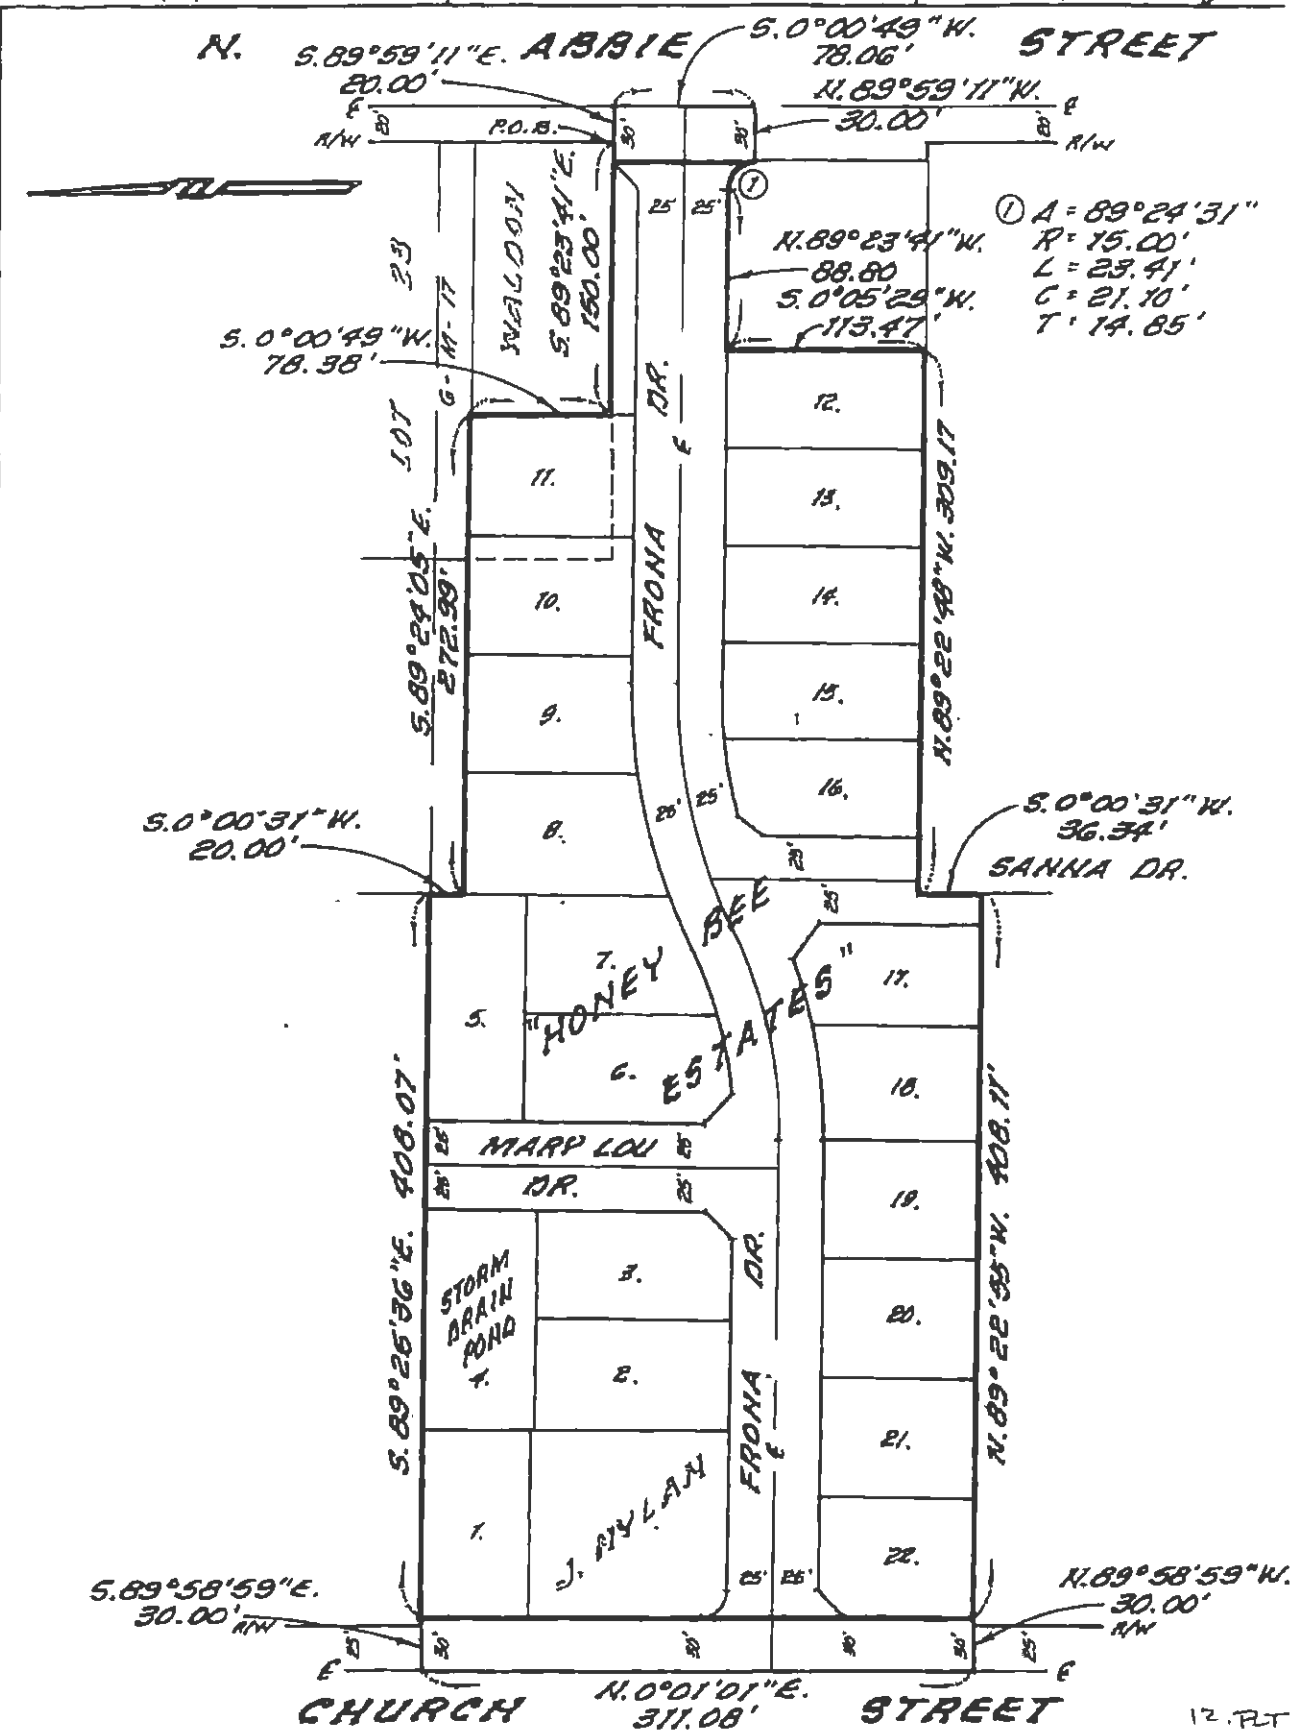 N. ABBIE STREET
S.0°00'49"W.
78.06'
S.89°59'11"E.
20.00'
N.89°59'11"W.
30.00'
20'
P.O.B.
30'
30'
20'
R/W
R/W
1
25' 25'
1 Δ = 89°24'31"
R = 15.00'
L = 23.41'
C = 21.10'
T = 14.85'
N.89°23'41"W.
88.80
S.0°05'29"W.
113.47'
LOT 23
G-M-17
WALDON
S.89°23'41"E.
150.00'
S.0°00'49"W.
78.38'
FRONA DR.
11.
12.
13.
14.
15.
16.
10.
9.
8.
N.89°22'48"W. 309.17
S.89°24'05"E.
272.99'
25' 25'
S.0°00'31"W.
20.00'
S.0°00'31"W.
36.34'
SANNA DR.
25'
25'
"HONEY BEE
ESTATES"
7.
5.
6.
17.
18.
19.
20.
21.
22.
25'
MARY LOU
25'
25'
DR.
25'
S.89°26'36"E. 408.07'
N.89°22'55"W. 408.11'
STORM
DRAIN
POND
4.
3.
2.
1.
J. HYLAM
FRONA DR.
25' 25'
S.89°58'59"E.
30.00'
R/W
N.89°58'59"W.
30.00'
R/W
25'
30'
30'
30'
30'
25'
N.0°01'01"E.
311.08'
CHURCH STREET
12.PLT